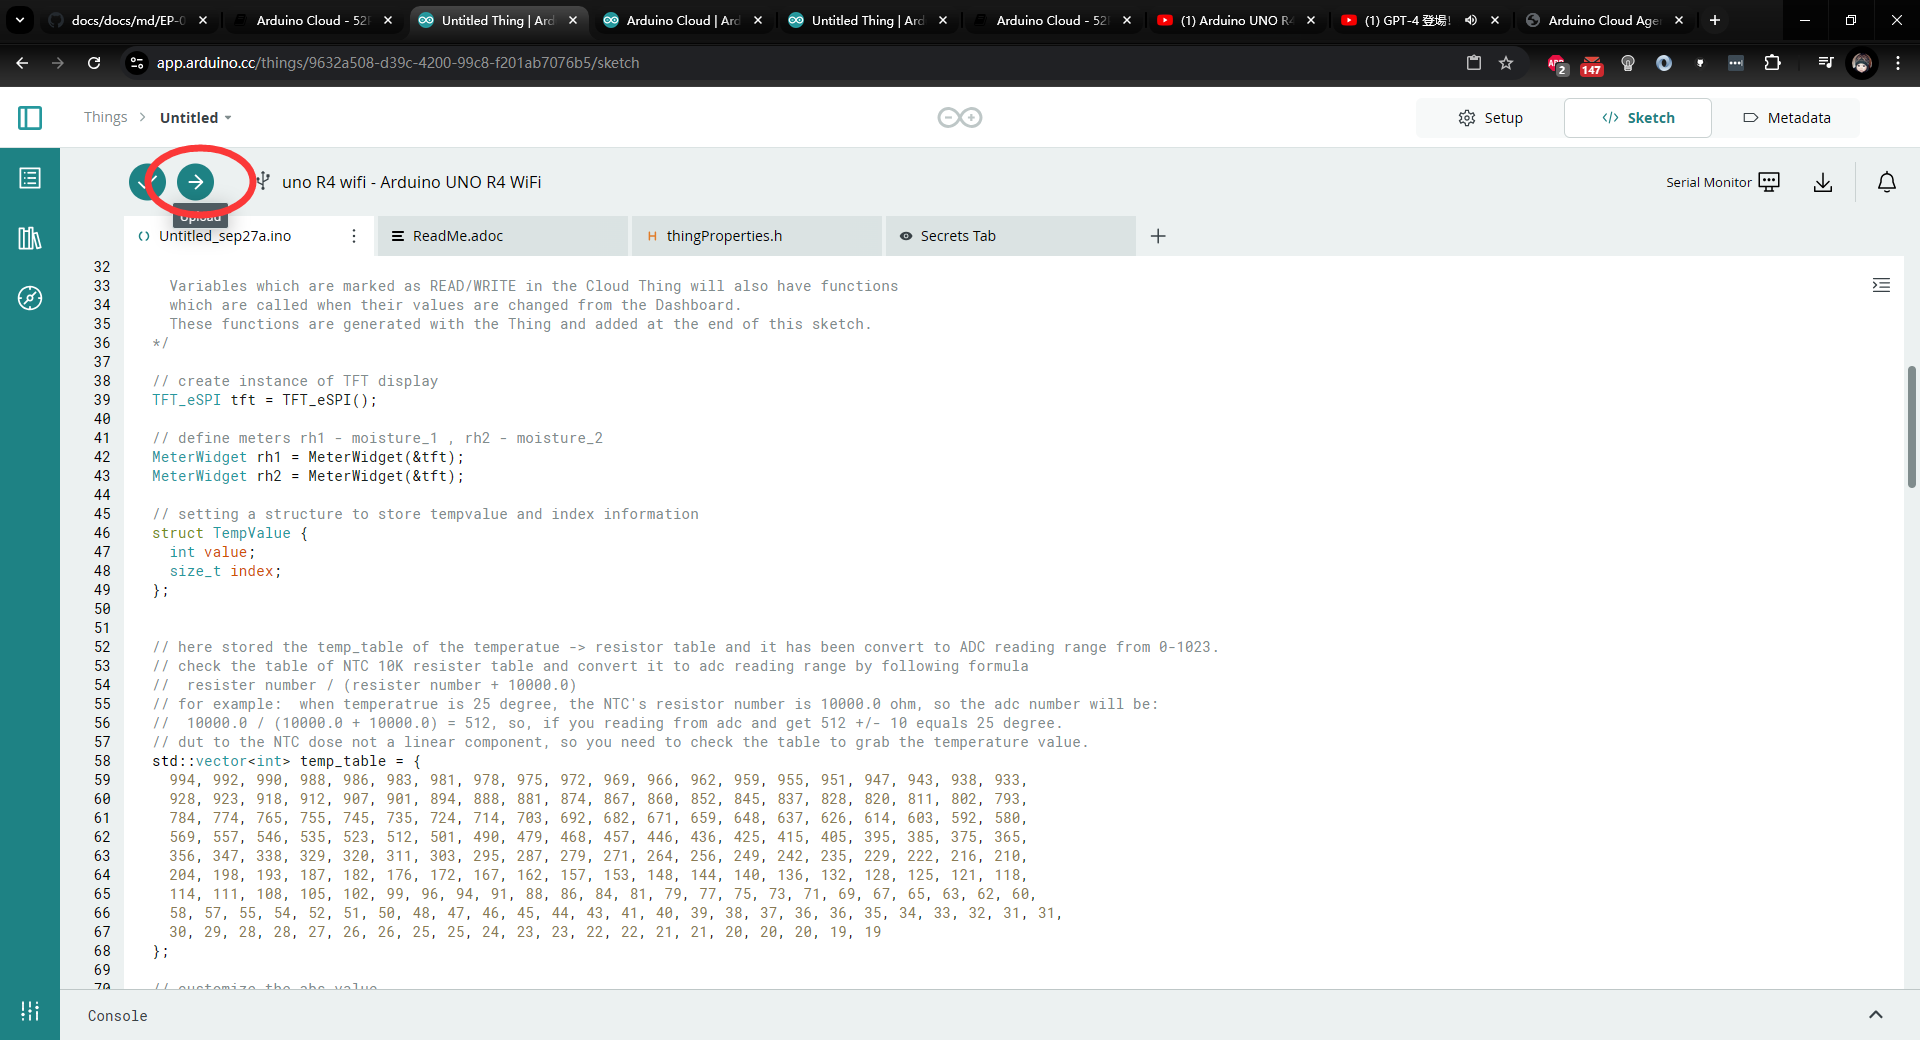 docs/docs/md/EP-0
Arduino Cloud - 52P
Untitled Thing | Ard
Arduino Cloud | Ard
Untitled Thing | Ard
Arduino Cloud - 52P
(1) Arduino UNO R4
(1) GPT-4 登場!
Arduino Cloud Age
app.arduino.cc/things/9632a508-d39c-4200-99c8-f201ab7076b5/sketch
2
147
Things > Untitled
Setup
</> Sketch
Metadata
uno R4 wifi - Arduino UNO R4 WiFi
Serial Monitor
Upload
Untitled_sep27a.ino
ReadMe.adoc
H thingProperties.h
Secrets Tab
32
33 Variables which are marked as READ/WRITE in the Cloud Thing will also have functions
34 which are called when their values are changed from the Dashboard.
35 These functions are generated with the Thing and added at the end of this sketch.
36 */
37
38 // create instance of TFT display
39 TFT_eSPI tft = TFT_eSPI();
40
41 // define meters rh1 - moisture_1 , rh2 - moisture_2
42 MeterWidget rh1 = MeterWidget(&tft);
43 MeterWidget rh2 = MeterWidget(&tft);
44
45 // setting a structure to store tempvalue and index information
46 struct TempValue {
47 int value;
48 size_t index;
49 };
50
51
52 // here stored the temp_table of the temperatue -> resistor table and it has been convert to ADC reading range from 0-1023.
53 // check the table of NTC 10K resister table and convert it to adc reading range by following formula
54 // resister number / (resister number + 10000.0)
55 // for example: when temperatrue is 25 degree, the NTC's resistor number is 10000.0 ohm, so the adc number will be:
56 // 10000.0 / (10000.0 + 10000.0) = 512, so, if you reading from adc and get 512 +/- 10 equals 25 degree.
57 // dut to the NTC dose not a linear component, so you need to check the table to grab the temperature value.
58 std::vector<int> temp_table = {
59 994, 992, 990, 988, 986, 983, 981, 978, 975, 972, 969, 966, 962, 959, 955, 951, 947, 943, 938, 933,
60 928, 923, 918, 912, 907, 901, 894, 888, 881, 874, 867, 860, 852, 845, 837, 828, 820, 811, 802, 793,
61 784, 774, 765, 755, 745, 735, 724, 714, 703, 692, 682, 671, 659, 648, 637, 626, 614, 603, 592, 580,
62 569, 557, 546, 535, 523, 512, 501, 490, 479, 468, 457, 446, 436, 425, 415, 405, 395, 385, 375, 365,
63 356, 347, 338, 329, 320, 311, 303, 295, 287, 279, 271, 264, 256, 249, 242, 235, 229, 222, 216, 210,
64 204, 198, 193, 187, 182, 176, 172, 167, 162, 157, 153, 148, 144, 140, 136, 132, 128, 125, 121, 118,
65 114, 111, 108, 105, 102, 99, 96, 94, 91, 88, 86, 84, 81, 79, 77, 75, 73, 71, 69, 67, 65, 63, 62, 60,
66 58, 57, 55, 54, 52, 51, 50, 48, 47, 46, 45, 44, 43, 41, 40, 39, 38, 37, 36, 36, 35, 34, 33, 32, 31, 31,
67 30, 29, 28, 28, 27, 26, 26, 25, 25, 24, 23, 23, 22, 22, 21, 21, 20, 20, 20, 19, 19
68 };
69
70 // customize the abs value
Console